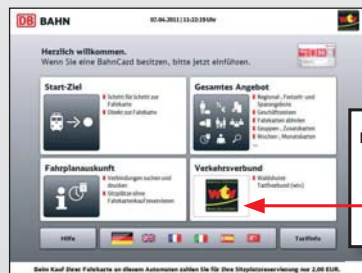 DB BAHN
07.04.2011 | 11:22:19 Uhr
Herzlich willkommen.
Wenn Sie eine BahnCard besitzen, bitte jetzt einführen.
Start-Ziel
Schritt für Schritt zur Fahrkarte
Direkt zur Fahrkarte
Gesamtes Angebot
Regional-, Freizeit- und Sparangebote
Geschäftsreisen
Fahrkarten abholen
Gruppen-, Zusatzkarten
Wochen-, Monatskarten
...
Fahrplanauskunft
Verbindungen suchen und drucken
Sitzplätze ohne Fahrkartenkauf reservieren
Verkehrsverbund
Waldshuter Tarifverbund (wtv)
wtv
Hilfe
Tarifinfo
Beim Kauf Ihrer Fahrkarte an diesem Automaten zahlen Sie für Ihre Sitzplatzreservierung nur 2,00 EUR.